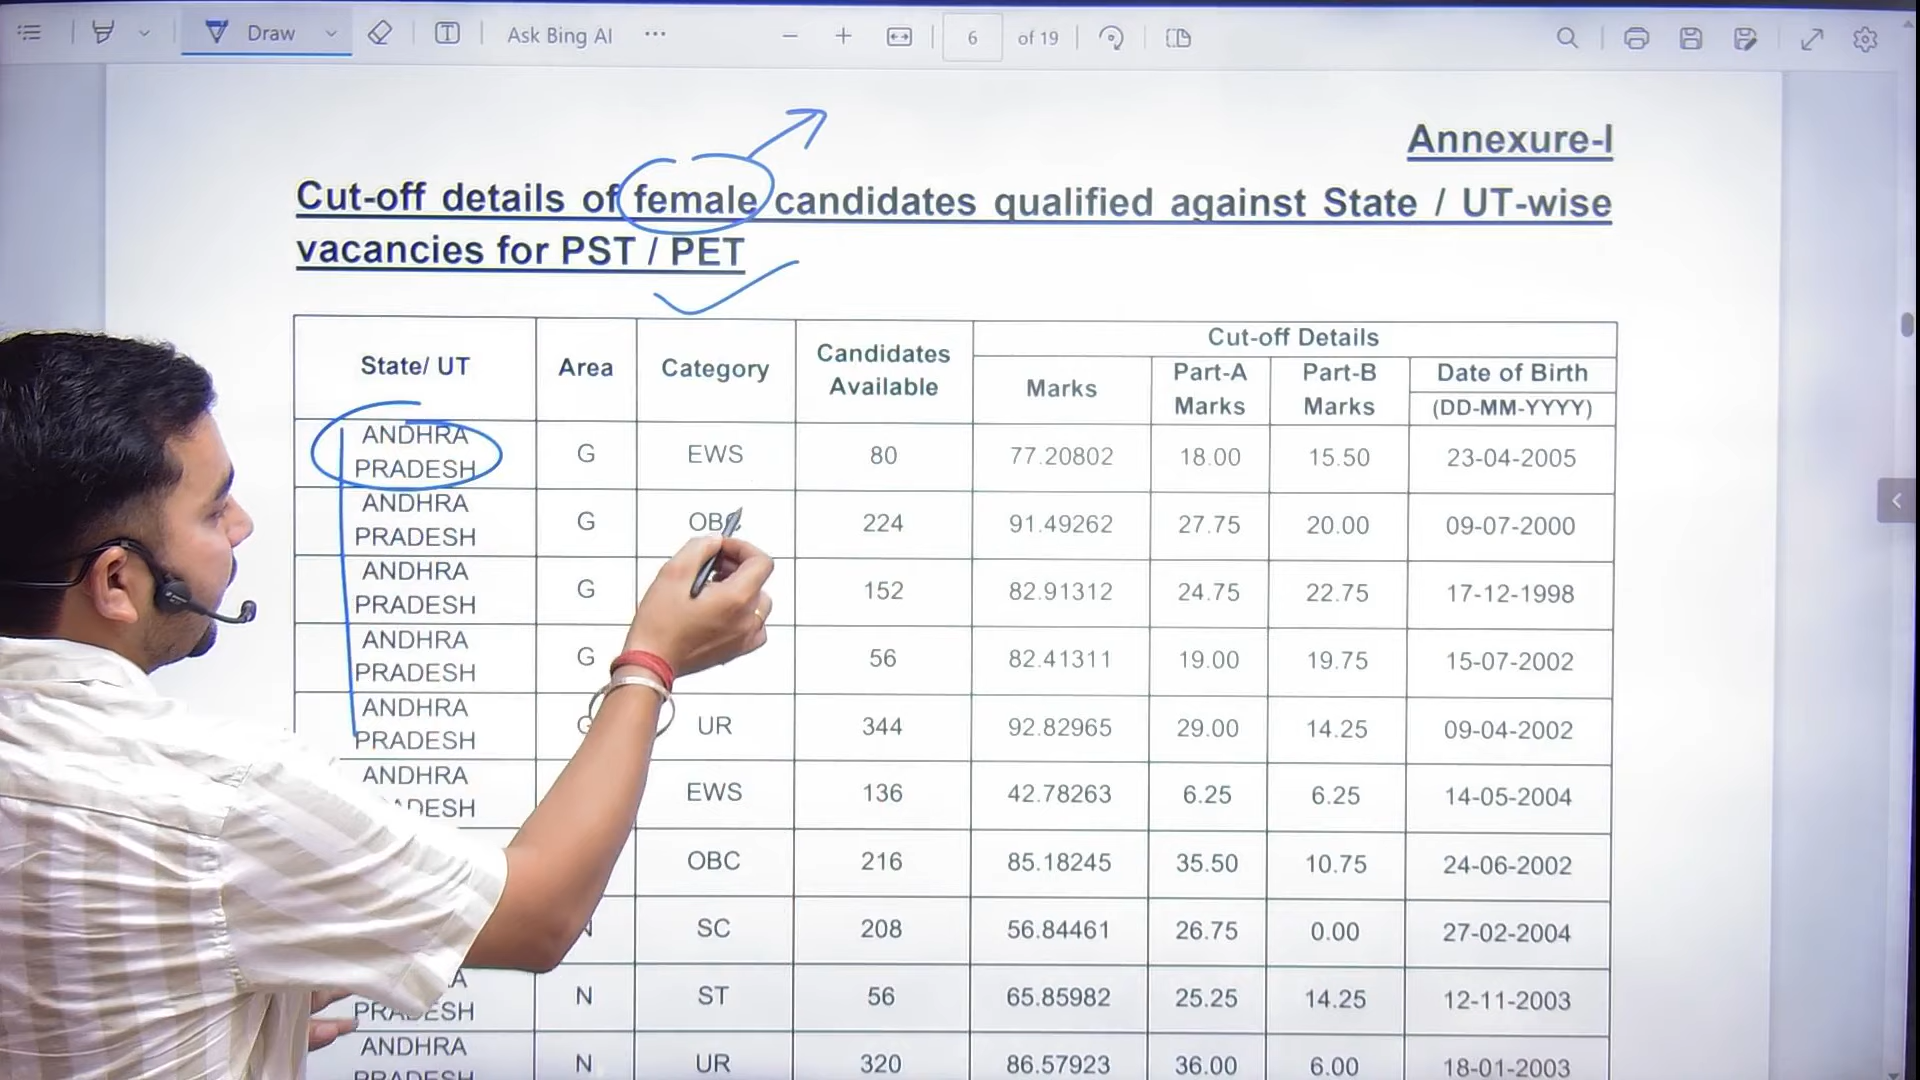 Draw
Ask Bing AI
6 of 19
Annexure-I
Cut-off details of female candidates qualified against State / UT-wise
vacancies for PST / PET
State/ UT Area Category Candidates Available Cut-off Details
Marks Part-A Marks Part-B Marks Date of Birth (DD-MM-YYYY)
ANDHRA PRADESH G EWS 80 77.20802 18.00 15.50 23-04-2005
ANDHRA PRADESH G OBC 224 91.49262 27.75 20.00 09-07-2000
ANDHRA PRADESH G 152 82.91312 24.75 22.75 17-12-1998
ANDHRA PRADESH G 56 82.41311 19.00 19.75 15-07-2002
ANDHRA PRADESH G UR 344 92.82965 29.00 14.25 09-04-2002
ANDHRA EWS 136 42.78263 6.25 6.25 14-05-2004
OBC 216 85.18245 35.50 10.75 24-06-2002
N SC 208 56.84461 26.75 0.00 27-02-2004
PRADESH N ST 56 65.85982 25.25 14.25 12-11-2003
ANDHRA PRADESH N UR 320 86.57923 36.00 6.00 18-01-2003